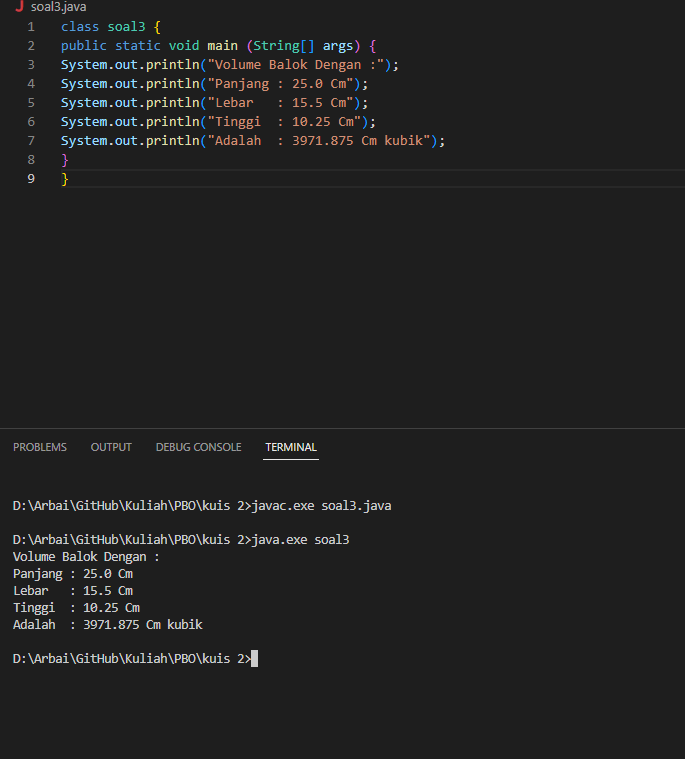 soal3.java
1 class soal3 {
2 public static void main (String[] args) {
3 System.out.println("Volume Balok Dengan :");
4 System.out.println("Panjang : 25.0 Cm");
5 System.out.println("Lebar   : 15.5 Cm");
6 System.out.println("Tinggi  : 10.25 Cm");
7 System.out.println("Adalah  : 3971.875 Cm kubik");
8 }
9 }
PROBLEMS OUTPUT DEBUG CONSOLE TERMINAL
D:\Arbai\GitHub\Kuliah\PBO\kuis 2>javac.exe soal3.java
D:\Arbai\GitHub\Kuliah\PBO\kuis 2>java.exe soal3
Volume Balok Dengan :
Panjang : 25.0 Cm
Lebar   : 15.5 Cm
Tinggi  : 10.25 Cm
Adalah  : 3971.875 Cm kubik
D:\Arbai\GitHub\Kuliah\PBO\kuis 2>